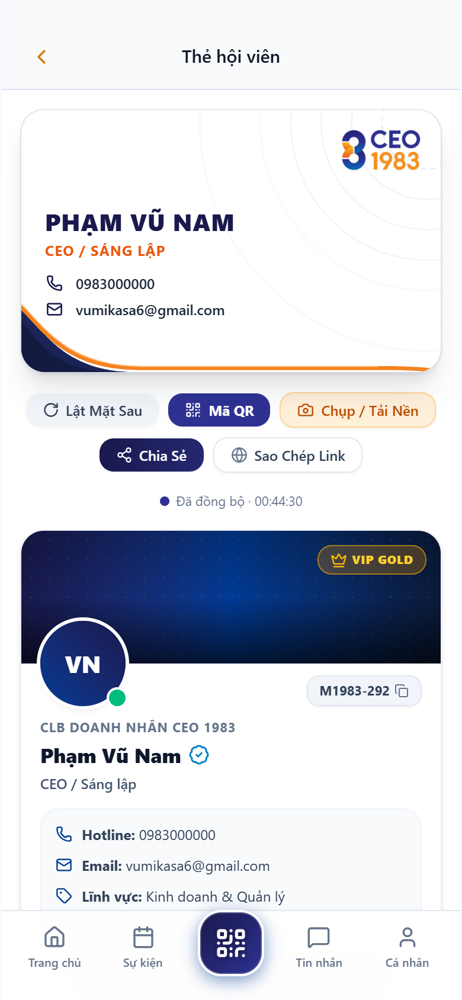 Thẻ hội viên
CEO
1983
PHẠM VŨ NAM
CEO / SÁNG LẬP
0983000000
vumikasa6@gmail.com
Lật Mặt Sau
Mã QR
Chụp / Tải Nền
Chia Sẻ
Sao Chép Link
Đã đồng bộ · 00:44:30
VIP GOLD
VN
M1983-292
CLB DOANH NHÂN CEO 1983
Phạm Vũ Nam
CEO / Sáng lập
Hotline: 0983000000
Email: vumikasa6@gmail.com
Lĩnh vực: Kinh doanh & Quản lý
Trang chủ
Sự kiện
Tin nhắn
Cá nhân